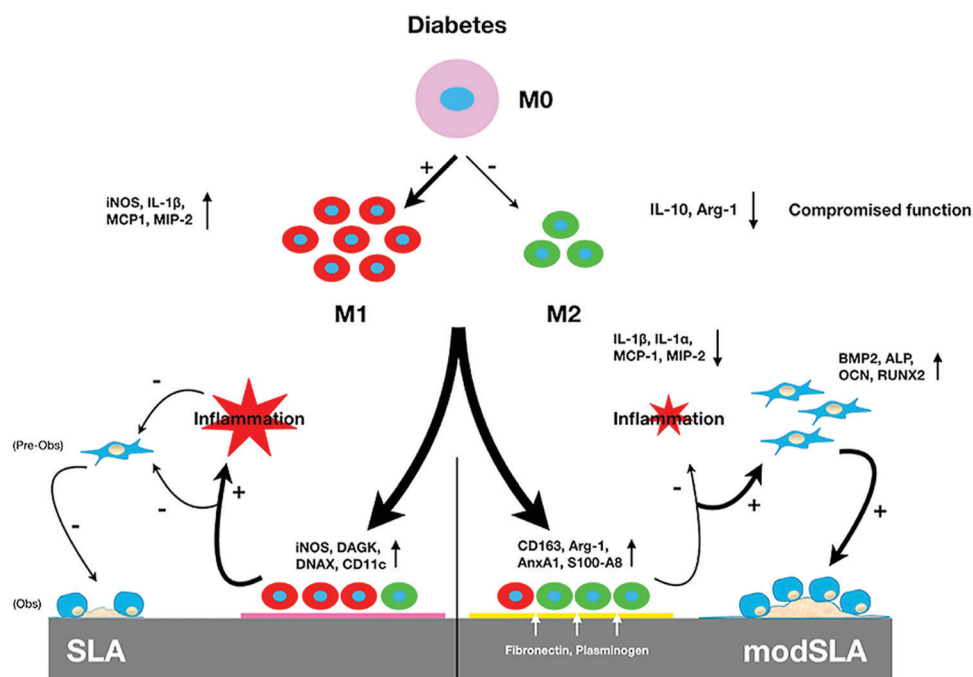 Diabetes
M0
+
-
iNOS, IL-1β,
MCP1, MIP-2
IL-10, Arg-1
Compromised function
M1
M2
IL-1β, IL-1α,
MCP-1, MIP-2
BMP2, ALP,
OCN, RUNX2
-
Inflammation
Inflammation
(Pre-Obs)
-
+
-
+
-
+
iNOS, DAGK,
DNAX, CD11c
CD163, Arg-1,
AnxA1, S100-A8
(Obs)
SLA
Fibronectin, Plasminogen
modSLA